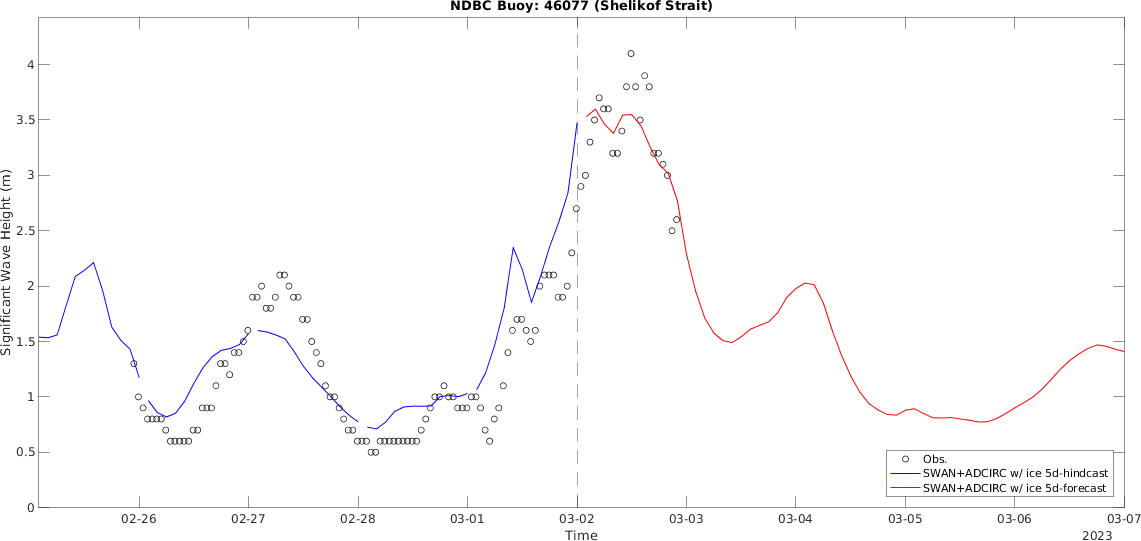 NDBC Buoy: 46077 (Shelikof Strait)
Significant Wave Height (m)
4
3.5
3
2.5
2
1.5
1
0.5
0
Obs.
SWAN+ADCIRC w/ ice 5d-hindcast
SWAN+ADCIRC w/ ice 5d-forecast
02-26 02-27 02-28 03-01 03-02 03-03 03-04 03-05 03-06 03-07
Time
2023